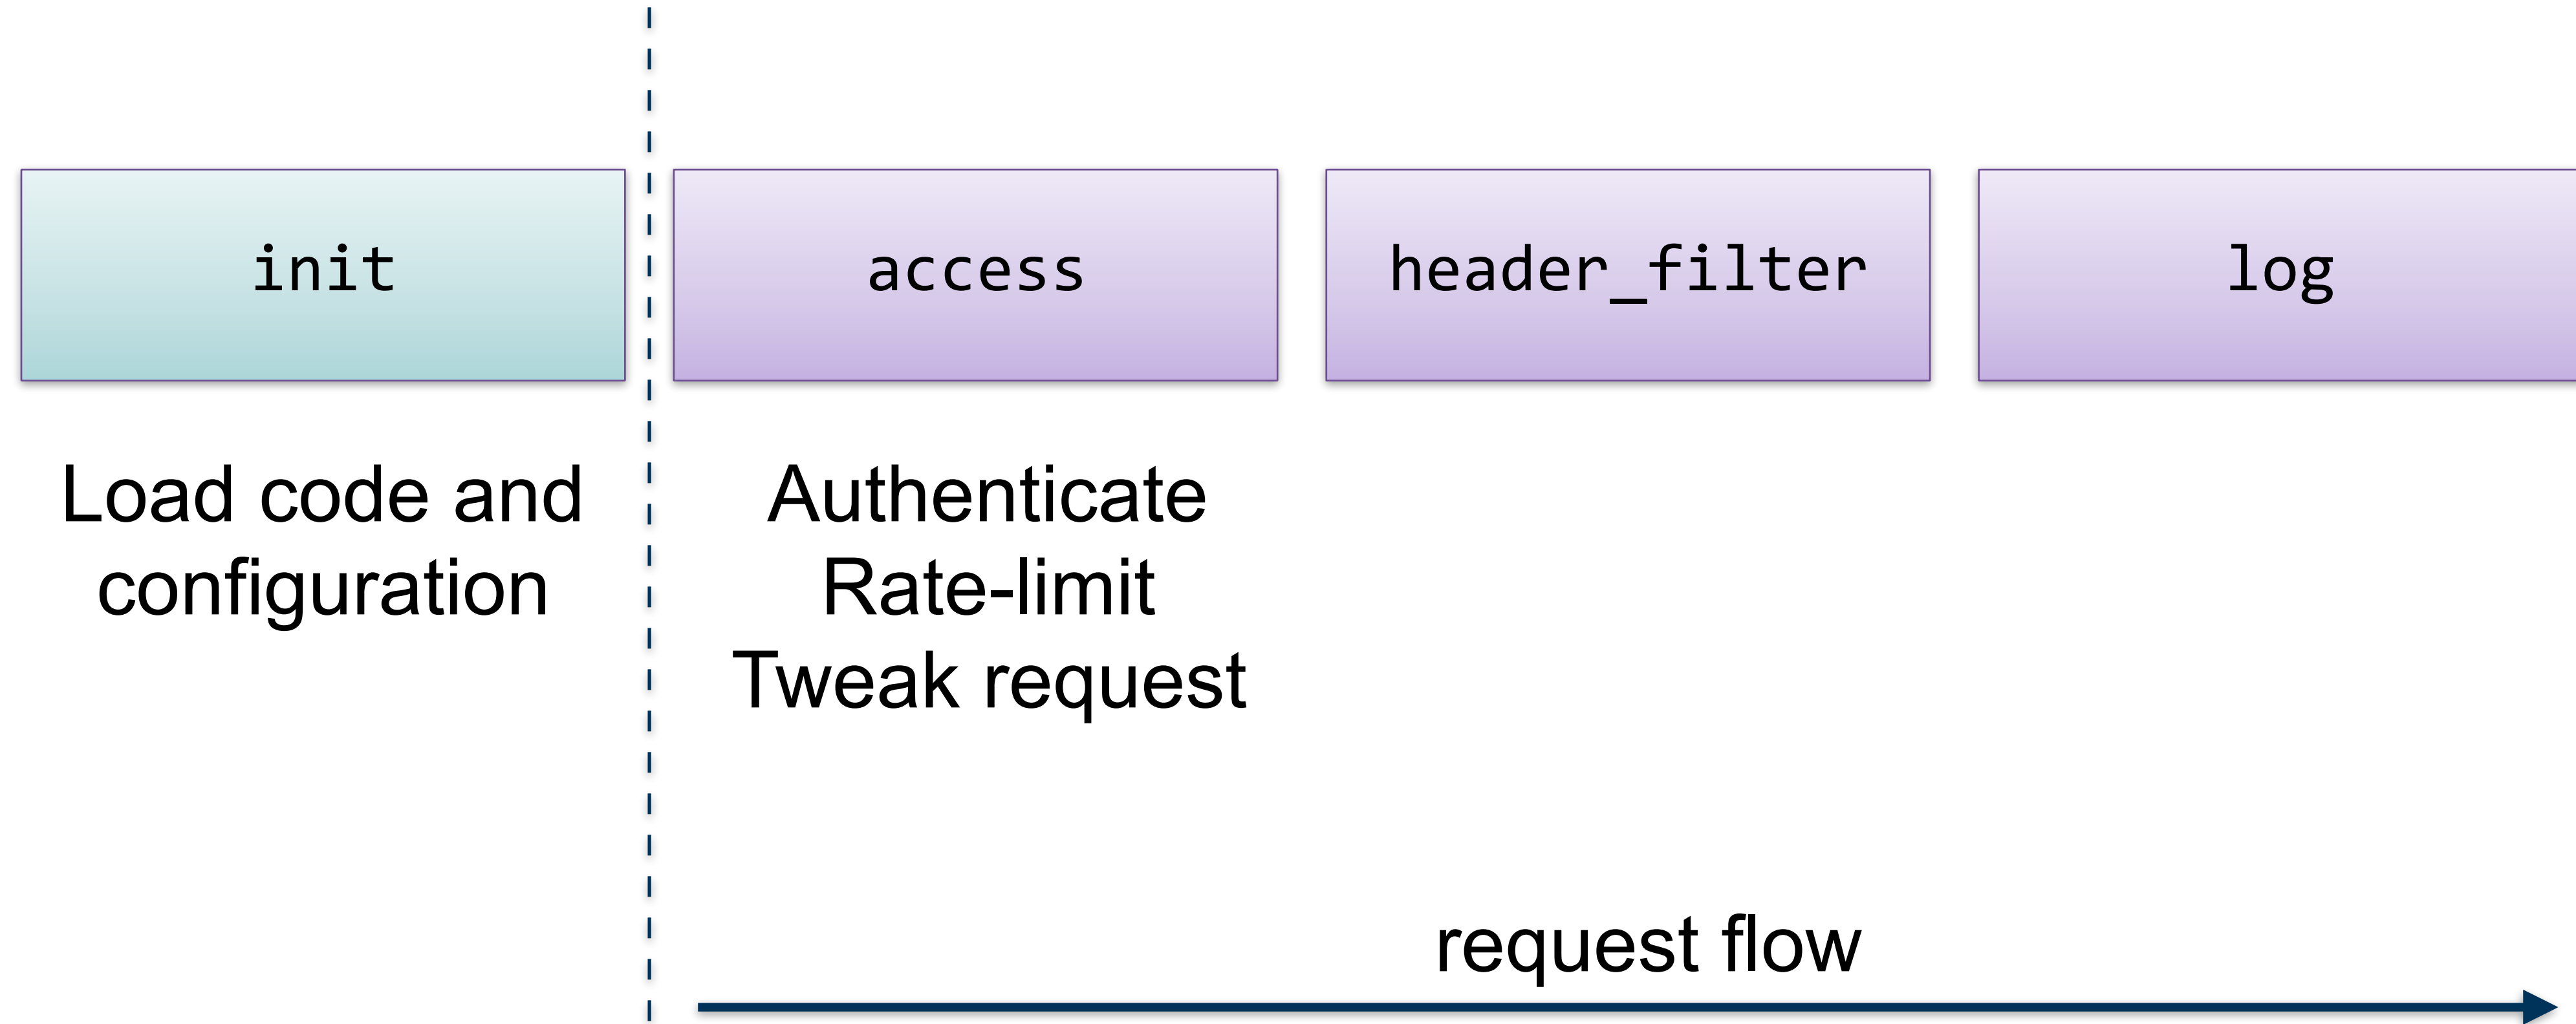 init
access
header_filter
log
Load code and
configuration
Authenticate
Rate-limit
Tweak request
request flow